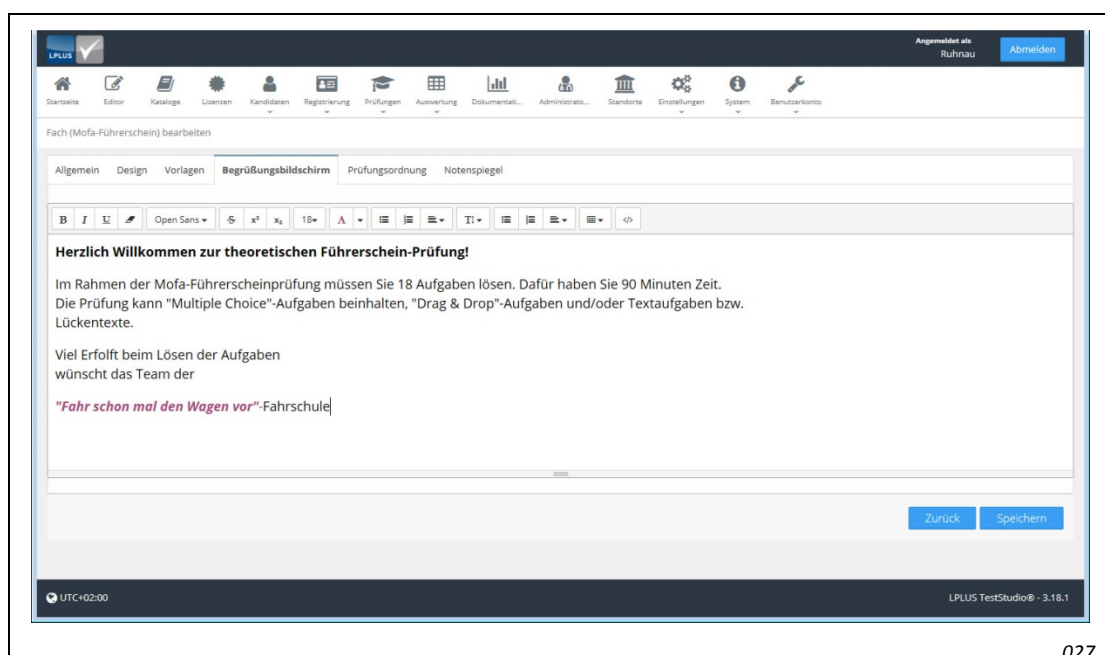 LPLUS
Angemeldet als
Ruhnau
Abmelden
Startseite Editor Kataloge Lizenzen Kandidaten Registrierung Prüfungen Auswertung Dokumentati... Administrato... Standorte Einstellungen System Benutzerkonto
Fach (Mofa-Führerschein) bearbeiten
Allgemein Design Vorlagen Begrüßungsbildschirm Prüfungsordnung Notenspiegel
B I U Open Sans S x² x₂ 18 A T! </>
Herzlich Willkommen zur theoretischen Führerschein-Prüfung!
Im Rahmen der Mofa-Führerscheinprüfung müssen Sie 18 Aufgaben lösen. Dafür haben Sie 90 Minuten Zeit.
Die Prüfung kann "Multiple Choice"-Aufgaben beinhalten, "Drag & Drop"-Aufgaben und/oder Textaufgaben bzw.
Lückentexte.
Viel Erfolft beim Lösen der Aufgaben
wünscht das Team der
"Fahr schon mal den Wagen vor"-Fahrschule
Zurück Speichern
UTC+02:00 LPLUS TestStudio® - 3.18.1
027